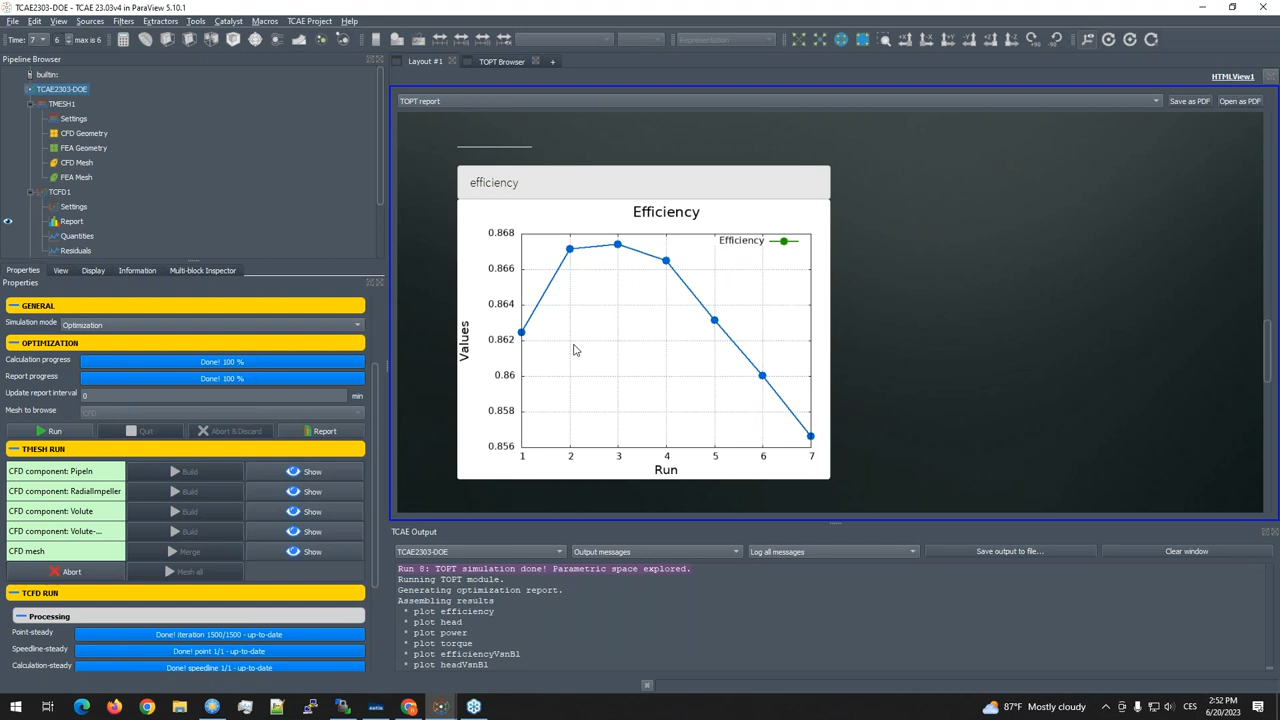 TCAE2303-DOE - TCAE 23.03v4 in ParaView 5.10.1
File Edit View Sources Filters Extractors Tools Catalyst Macros TCAE Project Help
Time: 7 6 max is 6 Representation
Pipeline Browser
builtin:
TCAE2303-DOE
TMESH1
Settings
CFD Geometry
FEA Geometry
CFD Mesh
FEA Mesh
TCFD1
Settings
Report
Quantities
Residuals
Properties View Display Information Multi-block Inspector
Properties
GENERAL
Simulation mode Optimization
OPTIMIZATION
Calculation progress Done! 100 %
Report progress Done! 100 %
Update report interval 0 min
Mesh to browse CFD
Run Quit Abort & Discard Report
TMESH RUN
CFD component: PipeIn Build Show
CFD component: RadialImpeller Build Show
CFD component: Volute Build Show
CFD component: Volute-... Build Show
CFD mesh Merge Show
Abort Mesh all
TCFD RUN
Processing
Point-steady Done! iteration 1500/1500 - up-to-date
Speedline-steady Done! point 1/1 - up-to-date
Calculation-steady Done! speedline 1/1 - up-to-date
Layout #1 TOPT Browser +
HTMLView1
TOPT report Save as PDF Open as PDF
efficiency
Efficiency
Efficiency
0.868
0.866
0.864
0.862
0.86
0.858
0.856
Values
1 2 3 4 5 6 7
Run
TCAE Output
TCAE2303-DOE Output messages Log all messages Save output to file... Clear window
Run 8: TOPT simulation done! Parametric space explored.
Running TOPT module.
Generating optimization report.
Assembling results
* plot efficiency
* plot head
* plot power
* plot torque
* plot efficiencyVsnBl
* plot headVsnBl
87°F Mostly cloudy CES 2:52 PM
6/20/2023